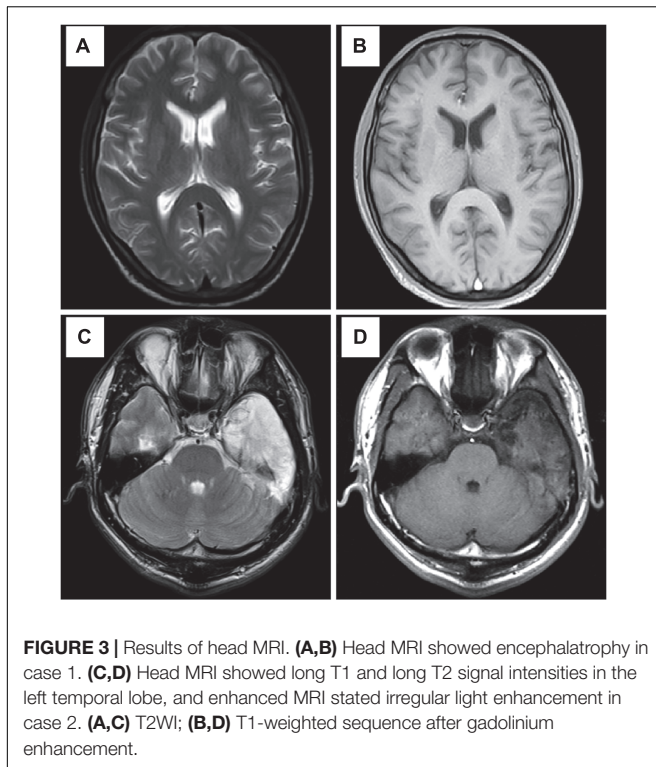 A
B
C
D
FIGURE 3 | Results of head MRI. (A,B) Head MRI showed encephalatrophy in
case 1. (C,D) Head MRI showed long T1 and long T2 signal intensities in the
left temporal lobe, and enhanced MRI stated irregular light enhancement in
case 2. (A,C) T2WI; (B,D) T1-weighted sequence after gadolinium
enhancement.